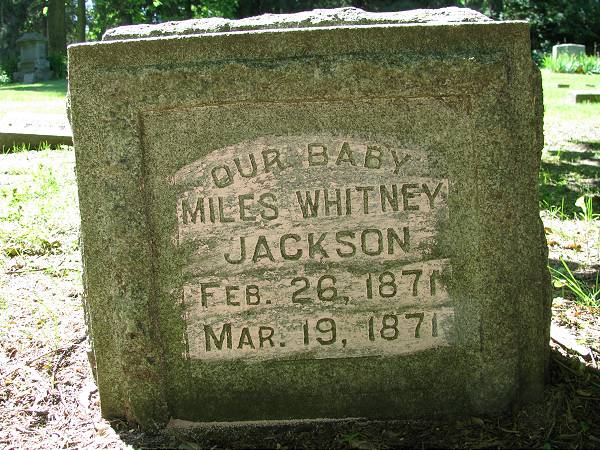 OUR BABY
MILES WHITNEY
JACKSON
FEB. 26, 1871
MAR. 19, 1871